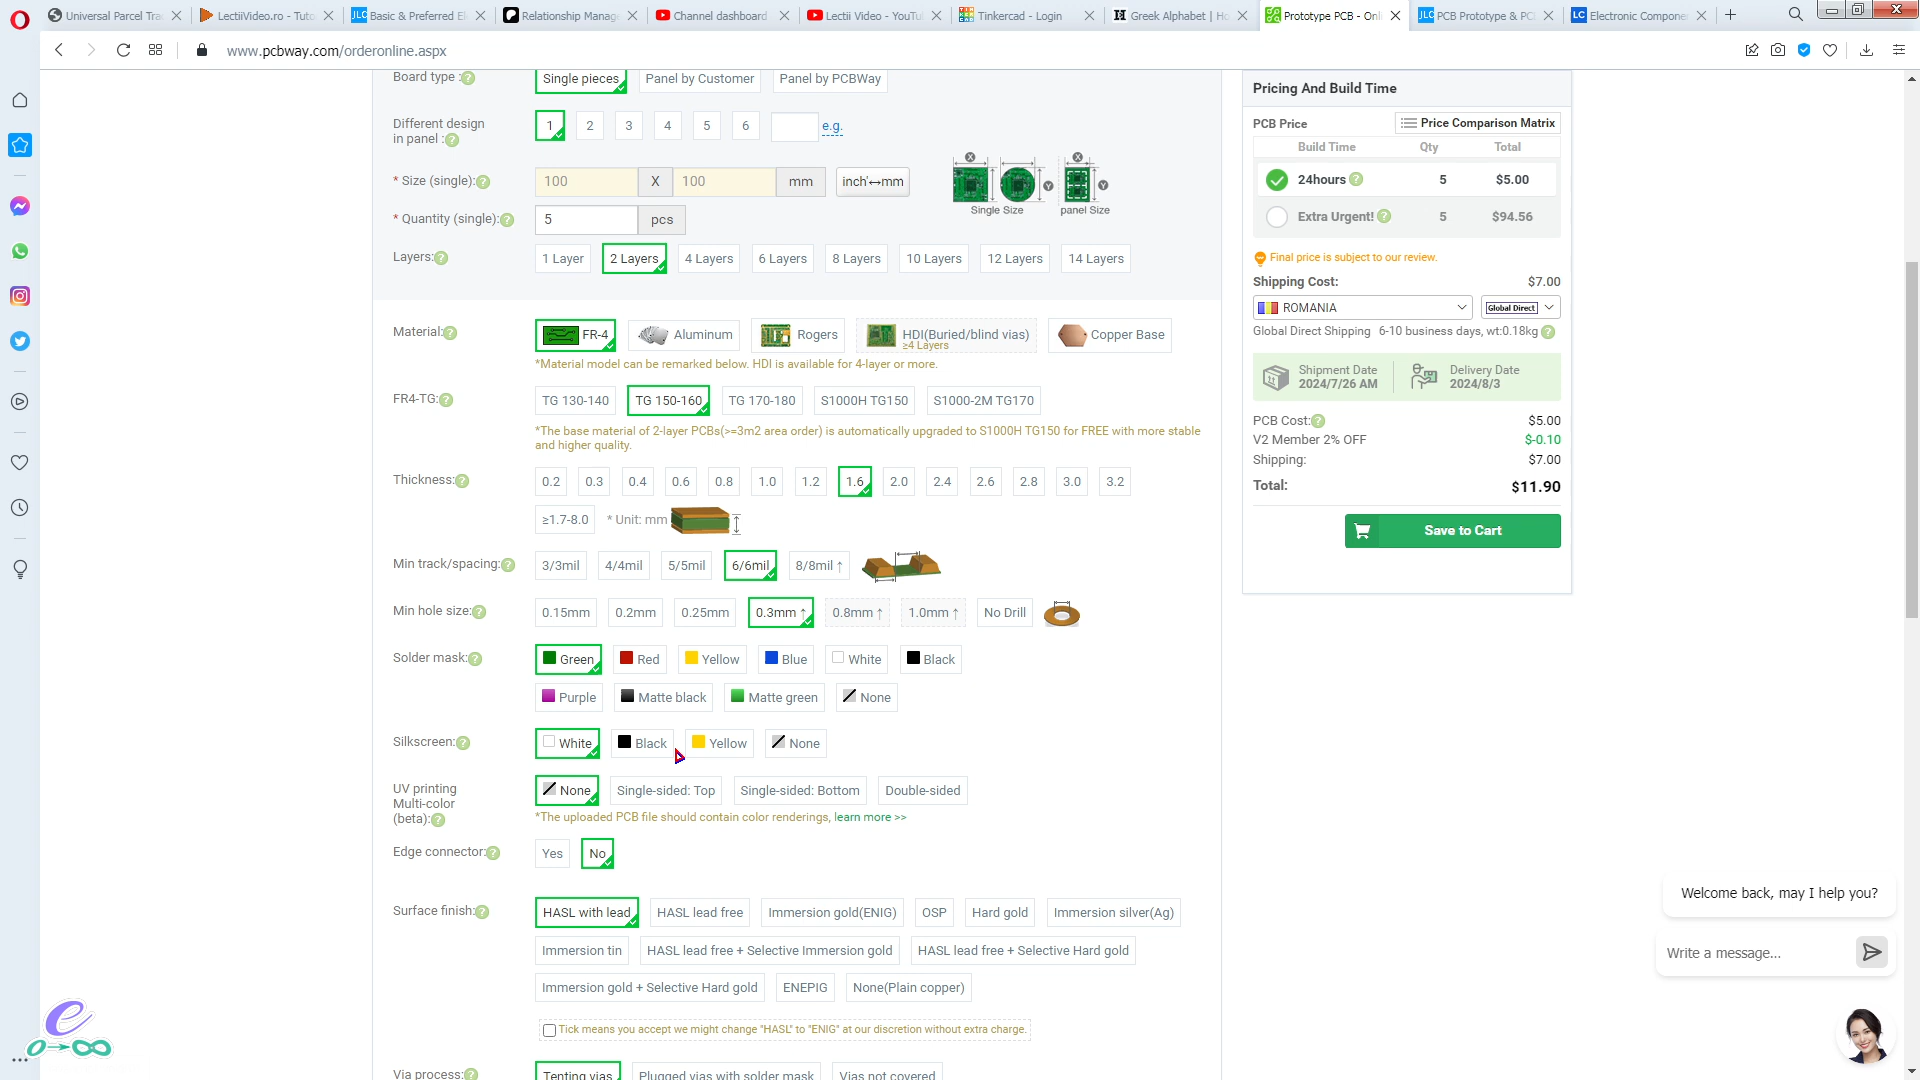 Universal Parcel Tra
LectiiVideo.ro - Tuto
Basic & Preferred El
Relationship Manage
Channel dashboard
Lectii Video - YouTu
Tinkercad - Login
Greek Alphabet | Ho
Prototype PCB - Onli
PCB Prototype & PC
Electronic Compone
www.pcbway.com/orderonline.aspx
Board type :? Single pieces Panel by Customer Panel by PCBWay
Different design in panel :? 1 2 3 4 5 6 e.g.
* Size (single):? 100 X 100 mm inch'↔mm
X X Y Y
Single Size panel Size
* Quantity (single):? 5 pcs
Layers:? 1 Layer 2 Layers 4 Layers 6 Layers 8 Layers 10 Layers 12 Layers 14 Layers
Material:? FR-4 Aluminum Rogers HDI(Buried/blind vias) ≥4 Layers Copper Base
*Material model can be remarked below. HDI is available for 4-layer or more.
FR4-TG:? TG 130-140 TG 150-160 TG 170-180 S1000H TG150 S1000-2M TG170
*The base material of 2-layer PCBs(>=3m2 area order) is automatically upgraded to S1000H TG150 for FREE with more stable
and higher quality.
Thickness:? 0.2 0.3 0.4 0.6 0.8 1.0 1.2 1.6 2.0 2.4 2.6 2.8 3.0 3.2
≥1.7-8.0 * Unit: mm
Min track/spacing:? 3/3mil 4/4mil 5/5mil 6/6mil 8/8mil ↑
Min hole size:? 0.15mm 0.2mm 0.25mm 0.3mm ↑ 0.8mm ↑ 1.0mm ↑ No Drill
Solder mask:? Green Red Yellow Blue White Black
Purple Matte black Matte green None
Silkscreen:? White Black Yellow None
UV printing
Multi-color
(beta):? None Single-sided: Top Single-sided: Bottom Double-sided
*The uploaded PCB file should contain color renderings, learn more >>
Edge connector:? Yes No
Surface finish:? HASL with lead HASL lead free Immersion gold(ENIG) OSP Hard gold Immersion silver(Ag)
Immersion tin HASL lead free + Selective Immersion gold HASL lead free + Selective Hard gold
Immersion gold + Selective Hard gold ENEPIG None(Plain copper)
Tick means you accept we might change "HASL" to "ENIG" at our discretion without extra charge.
Via process:? Tenting vias Plugged vias with solder mask Vias not covered
Pricing And Build Time
PCB Price Price Comparison Matrix
Build Time Qty Total
24hours ? 5 $5.00
Extra Urgent! ? 5 $94.56
Final price is subject to our review.
Shipping Cost: $7.00
ROMANIA Global Direct
Global Direct Shipping 6-10 business days, wt:0.18kg ?
Shipment Date
2024/7/26 AM
Delivery Date
2024/8/3
PCB Cost:? $5.00
V2 Member 2% OFF $-0.10
Shipping: $7.00
Total: $11.90
Save to Cart
Welcome back, may I help you?
Write a message...
e
0→∞